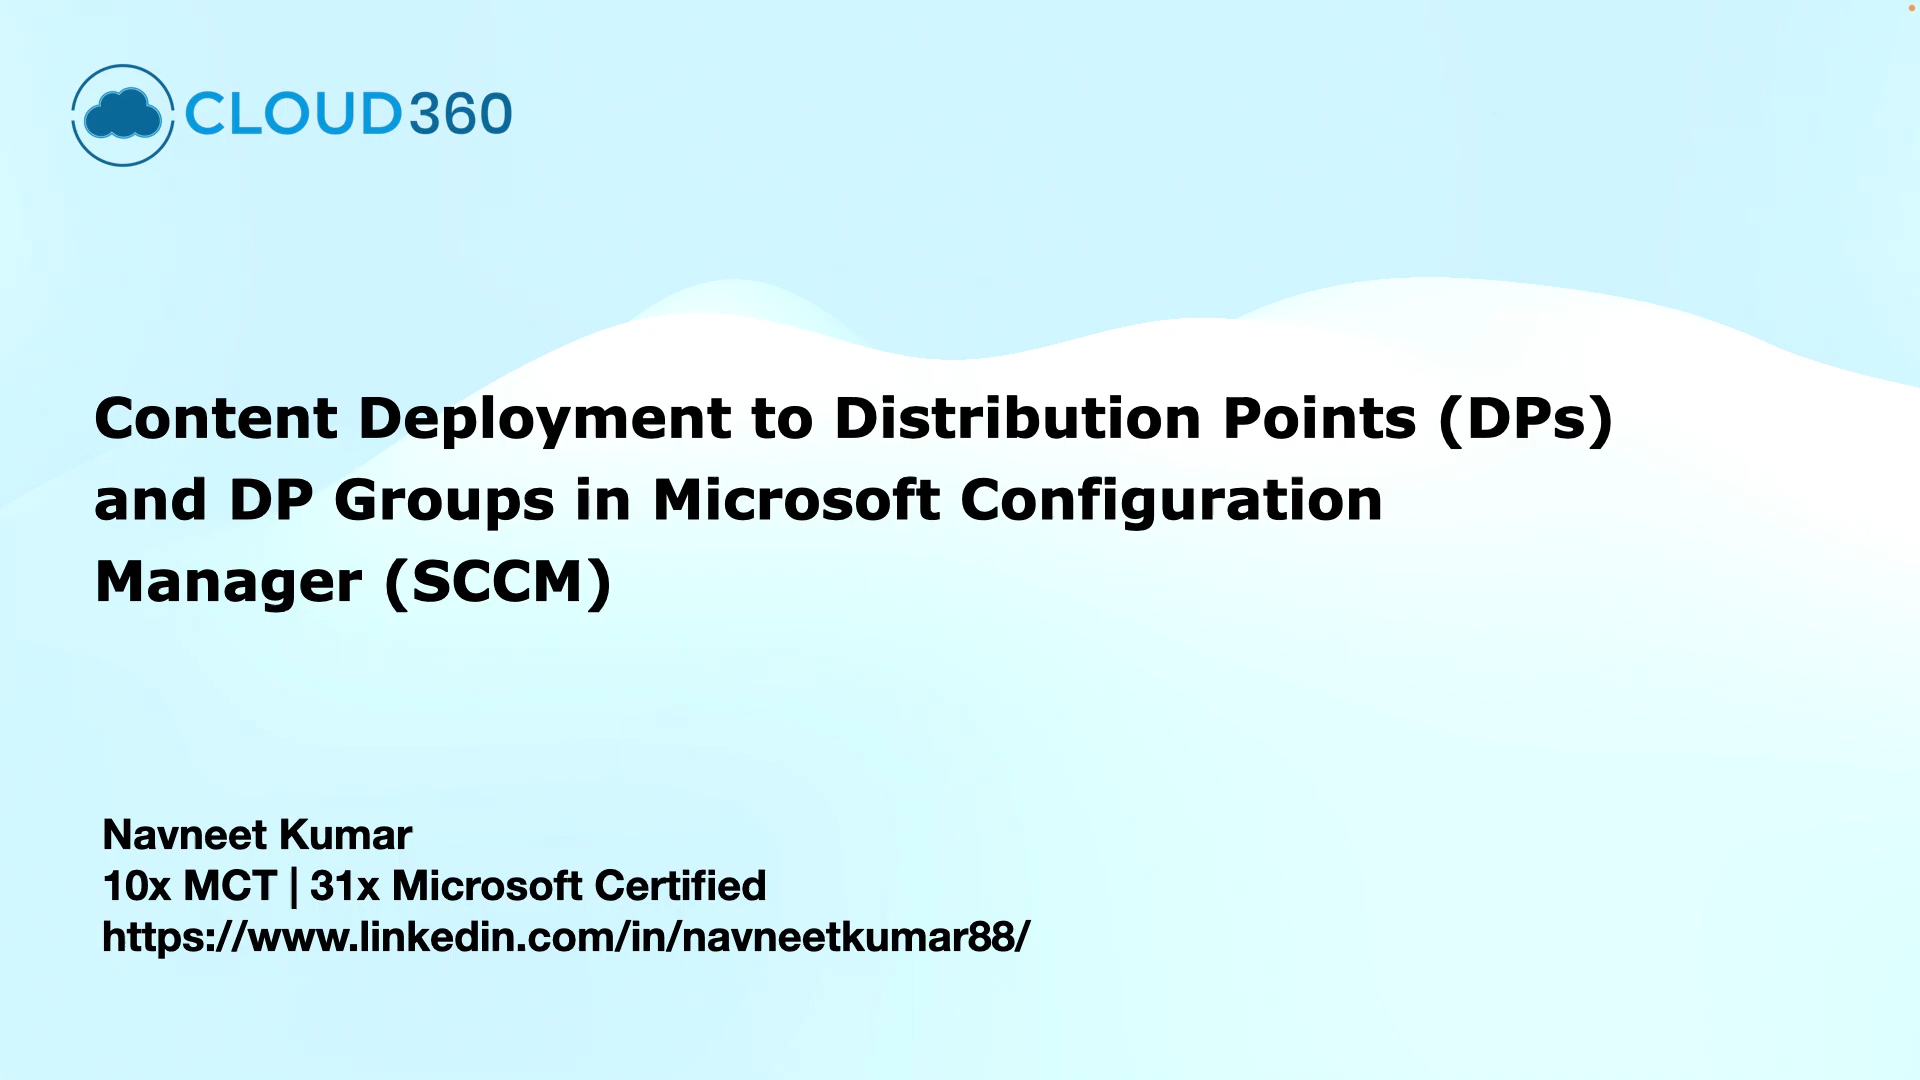 CLOUD360
Content Deployment to Distribution Points (DPs)
and DP Groups in Microsoft Configuration
Manager (SCCM)
Navneet Kumar
10x MCT | 31x Microsoft Certified
https://www.linkedin.com/in/navneetkumar88/